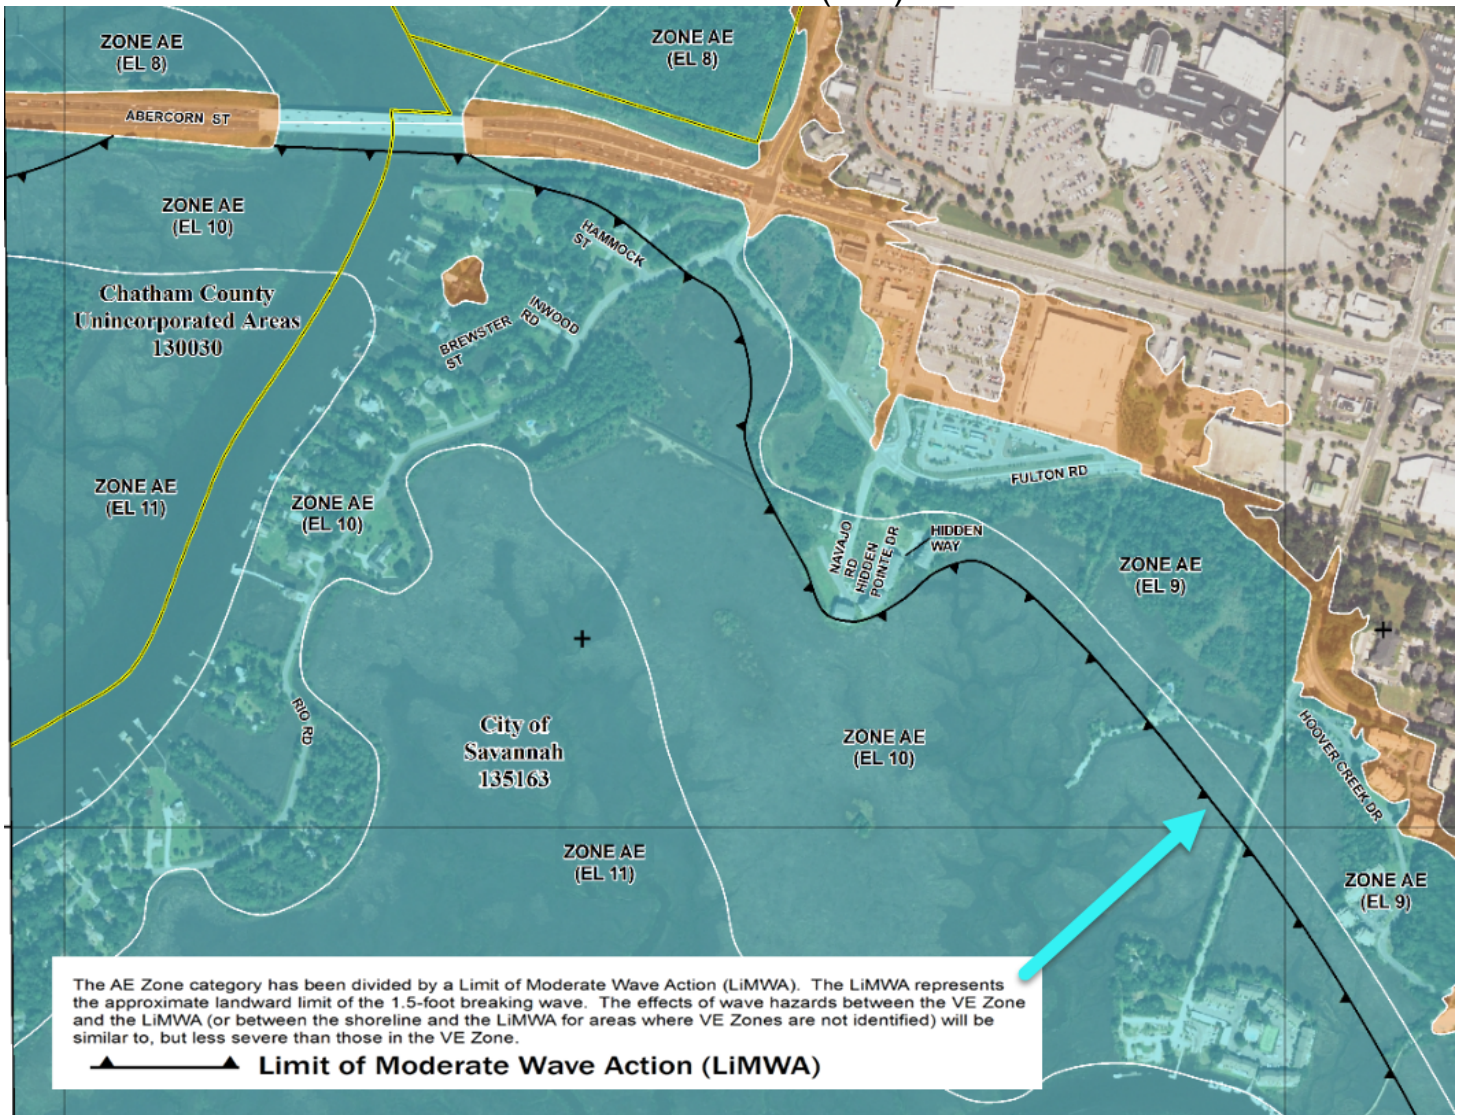 ZONE AE
(EL 8)
ZONE AE
(EL 8)
ABERCORN ST
ZONE AE
(EL 10)
HAMMOCK
ST
Chatham County
Unincorporated Areas
130030
INWOOD
RD
BREWSTER
ST
ZONE AE
(EL 11)
ZONE AE
(EL 10)
FULTON RD
NAVAJO
RD
HIDDEN
POINTE DR
HIDDEN
WAY
ZONE AE
(EL 9)
RIO RD
City of
Savannah
135163
ZONE AE
(EL 10)
HOOVER CREEK DR
ZONE AE
(EL 11)
ZONE AE
(EL 9)
The AE Zone category has been divided by a Limit of Moderate Wave Action (LiMWA). The LiMWA represents
the approximate landward limit of the 1.5-foot breaking wave. The effects of wave hazards between the VE Zone
and the LiMWA (or between the shoreline and the LiMWA for areas where VE Zones are not identified) will be
similar to, but less severe than those in the VE Zone.
Limit of Moderate Wave Action (LiMWA)